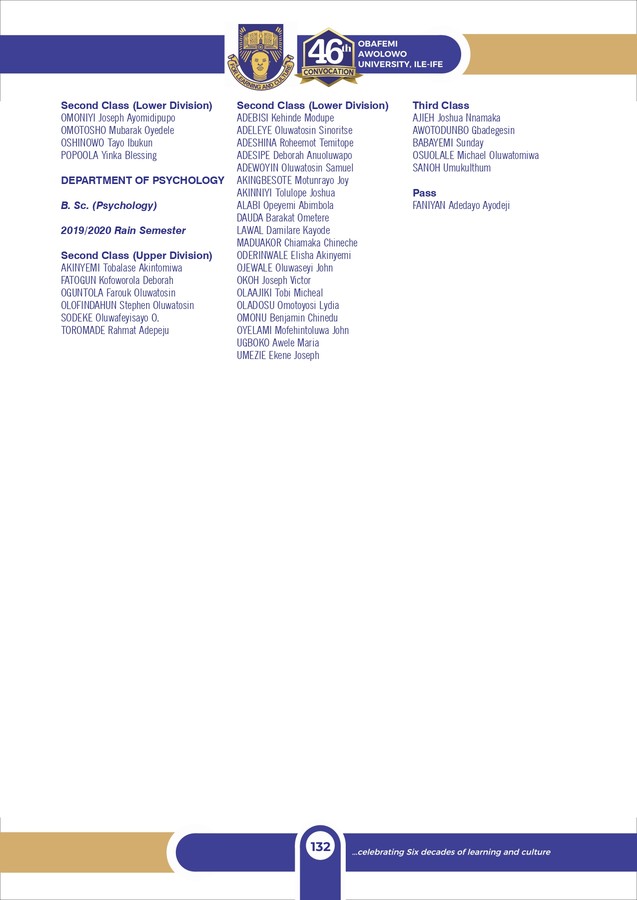 FOR LEARNING AND CULTURE
46th
CONVOCATION
OBAFEMI
AWOLOWO
UNIVERSITY, ILE-IFE
Second Class (Lower Division)
OMONIYI Joseph Ayomidipupo
OMOTOSHO Mubarak Oyedele
OSHINOWO Tayo Ibukun
POPOOLA Yinka Blessing
DEPARTMENT OF PSYCHOLOGY
B. Sc. (Psychology)
2019/2020 Rain Semester
Second Class (Upper Division)
AKINYEMI Tobalase Akintomiwa
FATOGUN Kofoworola Deborah
OGUNTOLA Farouk Oluwatosin
OLOFINDAHUN Stephen Oluwatosin
SODEKE Oluwafeyisayo O.
TOROMADE Rahmat Adepeju
Second Class (Lower Division)
ADEBISI Kehinde Modupe
ADELEYE Oluwatosin Sinoritse
ADESHINA Roheemot Temitope
ADESIPE Deborah Anuoluwapo
ADEWOYIN Oluwatosin Samuel
AKINGBESOTE Motunrayo Joy
AKINNIYI Tolulope Joshua
ALABI Opeyemi Abimbola
DAUDA Barakat Ometere
LAWAL Damilare Kayode
MADUAKOR Chiamaka Chineche
ODERINWALE Elisha Akinyemi
OJEWALE Oluwaseyi John
OKOH Joseph Victor
OLAAJIKI Tobi Micheal
OLADOSU Omotoyosi Lydia
OMONU Benjamin Chinedu
OYELAMI Mofehintoluwa John
UGBOKO Awele Maria
UMEZIE Ekene Joseph
Third Class
AJIEH Joshua Nnamaka
AWOTODUNBO Gbadegesin
BABAYEMI Sunday
OSUOLALE Michael Oluwatomiwa
SANOH Umukulthum
Pass
FANIYAN Adedayo Ayodeji
132
...celebrating Six decades of learning and culture